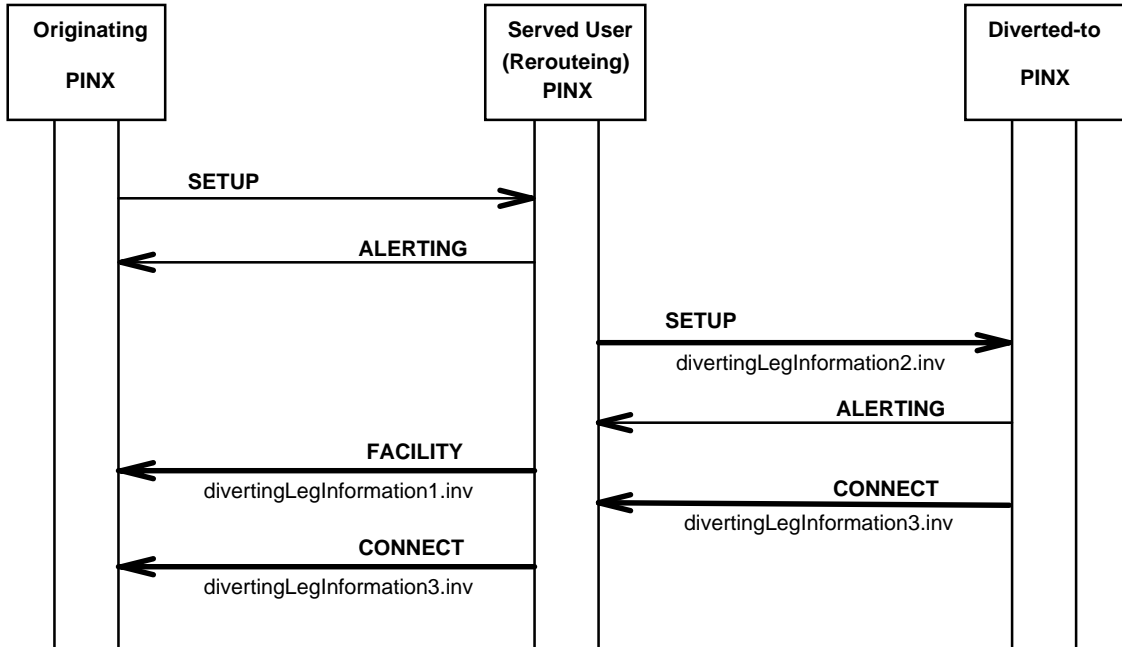 Originating
PINX
Served User
(Rerouteing)
PINX
Diverted-to
PINX
SETUP
ALERTING
SETUP
divertingLegInformation2.inv
ALERTING
FACILITY
divertingLegInformation1.inv
CONNECT
divertingLegInformation3.inv
CONNECT
divertingLegInformation3.inv